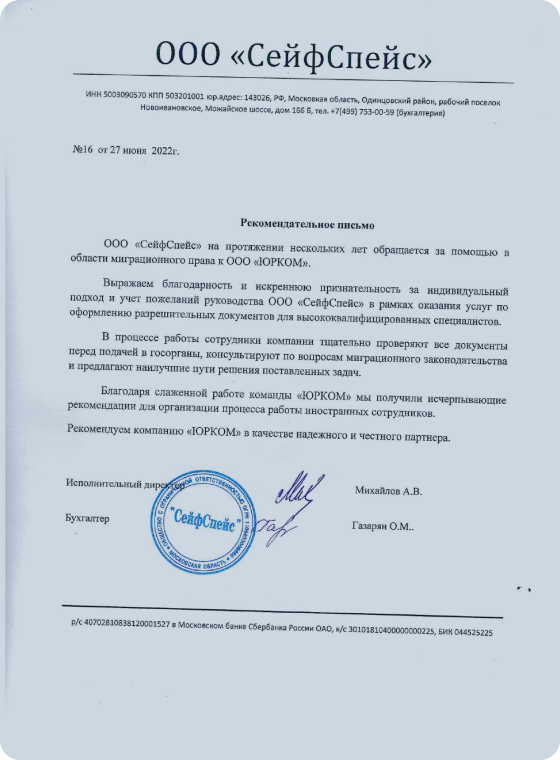 ООО «СейфСпейс»
ИНН 5003090570 КПП 503201001 юр.адрес: 143026, РФ, Московкая область, Одинцовский район, рабочий поселок
Новоивановское, Можайское шоссе, дом 166 Б, тел. +7(499) 753-00-59 (бухгалтерия)
№16 от 27 июня 2022г.
Рекомендательное письмо
ООО «СейфСпейс» на протяжении нескольких лет обращается за помощью в
области миграционного права к ООО «ЮРКОМ».
Выражаем благодарность и искреннюю признательность за индивидуальный
подход и учет пожеланий руководства ООО «СейфСпейс» в рамках оказания услуг по
оформлению разрешительных документов для высококвалифицированных специалистов.
В процессе работы сотрудники компании тщательно проверяют все документы
перед подачей в госорганы, консультируют по вопросам миграционного законодательства
и предлагают наилучшие пути решения поставленных задач.
Благодаря слаженной работе команды «ЮРКОМ» мы получили исчерпывающие
рекомендации для организации процесса работы иностранных сотрудников.
Рекомендуем компанию «ЮРКОМ» в качестве надежного и честного партнера.
Исполнительный директор
Михайлов А.В.
ОБЩЕСТВО С ОГРАНИЧЕННОЙ ОТВЕТСТВЕННОСТЬЮ ОГРН
"СейфСпейс"
МОСКОВСКАЯ ОБЛАСТЬ
Бухгалтер
Газарян О.М..
р/с 40702810838120001527 в Московском банке Сбербанка России ОАО, к/с 30101810400000000225, БИК 044525225